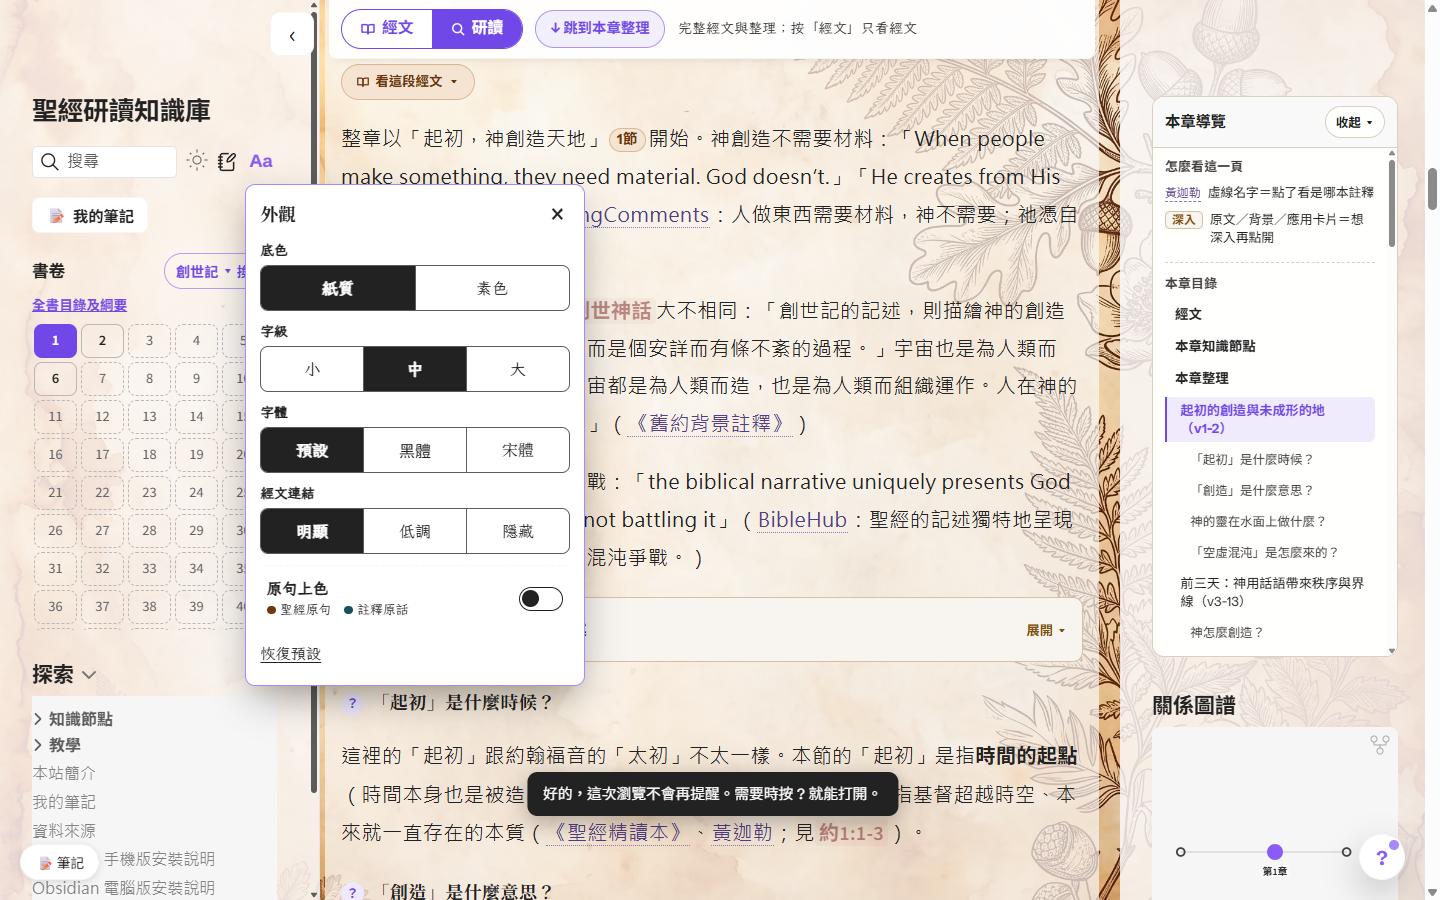 聖經研讀知識庫
搜尋
Aa
我的筆記
書卷
創世記
全書目錄及綱要
1 2 3 4
6 7 8 9
11 12 13 14
16 17 18 19
21 22 23 24
26 27 28 29
31 32 33 34
36 37 38 39
探索
知識節點
教學
本站簡介
我的筆記
資料來源
手機版安裝說明
筆記
Obsidian 電腦版安裝說明
外觀
底色
紙質 素色
字級
小 中 大
字體
預設 黑體 宋體
經文連結
明顯 低調 隱藏
原句上色
聖經原句 註釋原話
恢復預設
經文 研讀 ↓跳到本章整理 完整經文與整理；按「經文」只看經文
看這段經文
整章以「起初，神創造天地」 1節 開始。神創造不需要材料：「When people
make something, they need material. God doesn't.」「He creates from His
ngComments：人做東西需要材料，神不需要；祂憑自
創世神話 大不相同：「創世記的記述，則描繪神的創造
而是個安詳而有條不紊的過程。」宇宙也是為人類而
宙都是為人類而造，也是為人類而組織運作。人在神的
」（《舊約背景註釋》）
戰：「the biblical narrative uniquely presents God
not battling it」（BibleHub：聖經的記述獨特地呈現
混沌爭戰。）
展開
? 「起初」是什麼時候？
這裡的「起初」跟約翰福音的「太初」不太一樣。本節的「起初」是指時間的起點
（時間本身也是被造
好的，這次瀏覽不會再提醒。需要時按？就能打開。
指基督超越時空、本
來就一直存在的本質（《聖經精讀本》、黃迦勒；見 約1:1-3 ）。
? 「創造」是什麼意思？
本章導覽
收起
怎麼看這一頁
黃迦勒 虛線名字＝點了看是哪本註釋
深入 原文／背景／應用卡片＝想
深入再點開
本章目錄
經文
本章知識節點
本章整理
起初的創造與未成形的地
（v1-2）
「起初」是什麼時候？
「創造」是什麼意思？
神的靈在水面上做什麼？
「空虛混沌」是怎麼來的？
前三天：神用話語帶來秩序與界
線（v3-13）
神怎麼創造？
關係圖譜
第1章
?